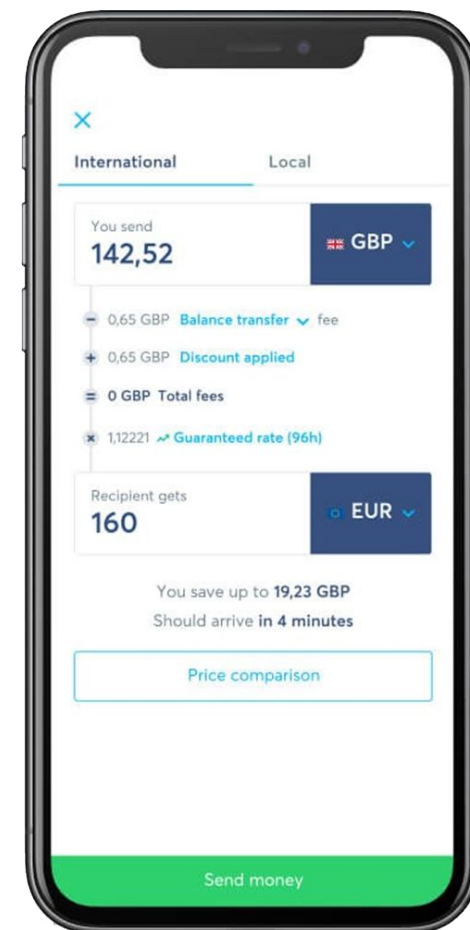 International Local
You send
142,52
GBP
0,65 GBP Balance transfer fee
0,65 GBP Discount applied
0 GBP Total fees
1,12221 Guaranteed rate (96h)
Recipient gets
160
EUR
You save up to 19,23 GBP
Should arrive in 4 minutes
Price comparison
Send money